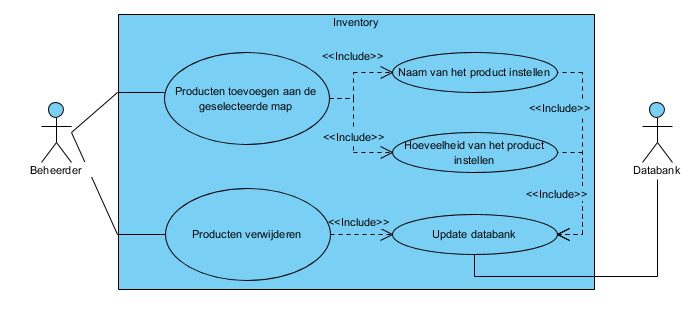 Inventory
<<Include>>
Naam van het product instellen
Producten toevoegen aan de
geselecteerde map
<<Include>>
<<Include>>
Hoeveelheid van het product
instellen
Beheerder
Databank
<<Include>>
<<Include>>
Producten verwijderen
Update databank